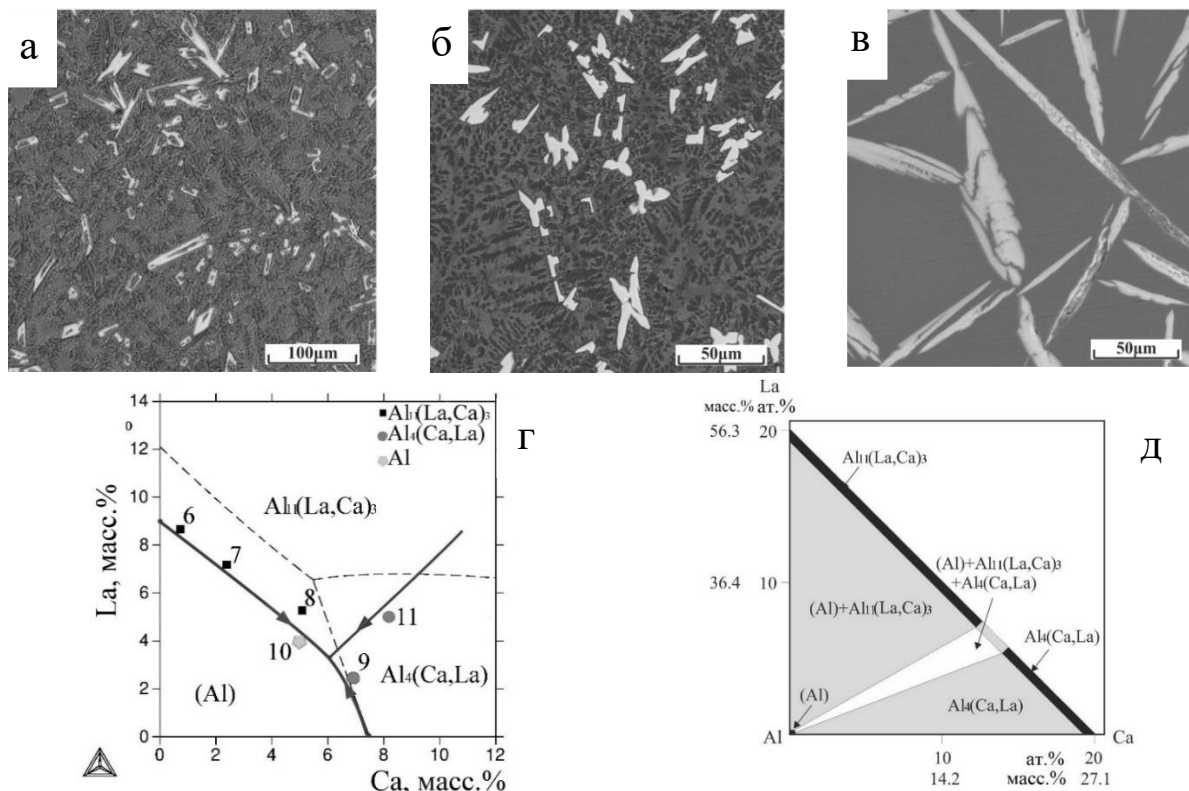 а
б
в
100μm
50μm
50μm
г
La, масс.%
14
12
10
8
6
4
2
0
0
2
4
6
8
10
12
Ca, масс.%
Al₁₁(La,Ca)₃
Al₄(Ca,La)
Al
Al₁₁(La,Ca)₃
Al₄(Ca,La)
(Al)
6
7
8
9
10
11
д
La
масс.% ат.%
56.3 20
36.4 10
Al₁₁(La,Ca)₃
(Al)+Al₁₁(La,Ca)₃
+Al₄(Ca,La)
(Al)+Al₁₁(La,Ca)₃
Al₄(Ca,La)
(Al)
Al₄(Ca,La)
Al
Ca
10 ат.% 20
14.2 масс.% 27.1